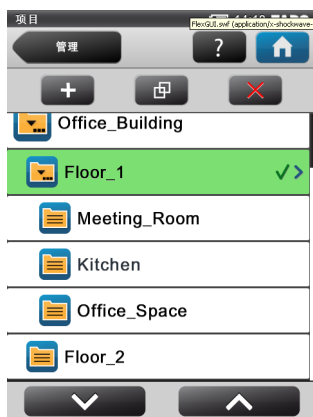 项目
FlexGUI.swf (application/x-shockwave-
管理
?
Office_Building
Floor_1
Meeting_Room
Kitchen
Office_Space
Floor_2